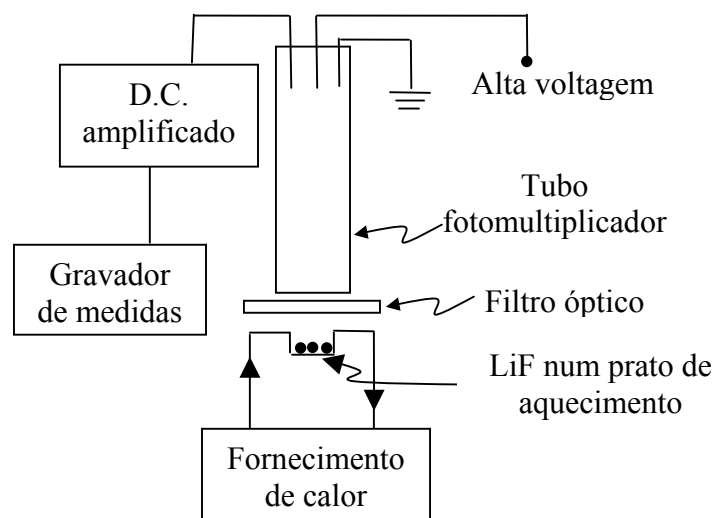 D.C.
amplificado
Alta voltagem
Tubo
fotomultiplicador
Gravador
de medidas
Filtro óptico
LiF num prato de
aquecimento
Fornecimento
de calor